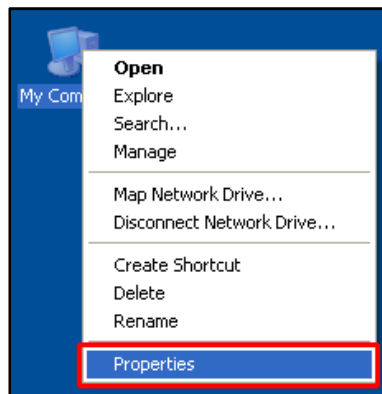 My Com
Open
Explore
Search...
Manage
Map Network Drive...
Disconnect Network Drive...
Create Shortcut
Delete
Rename
Properties